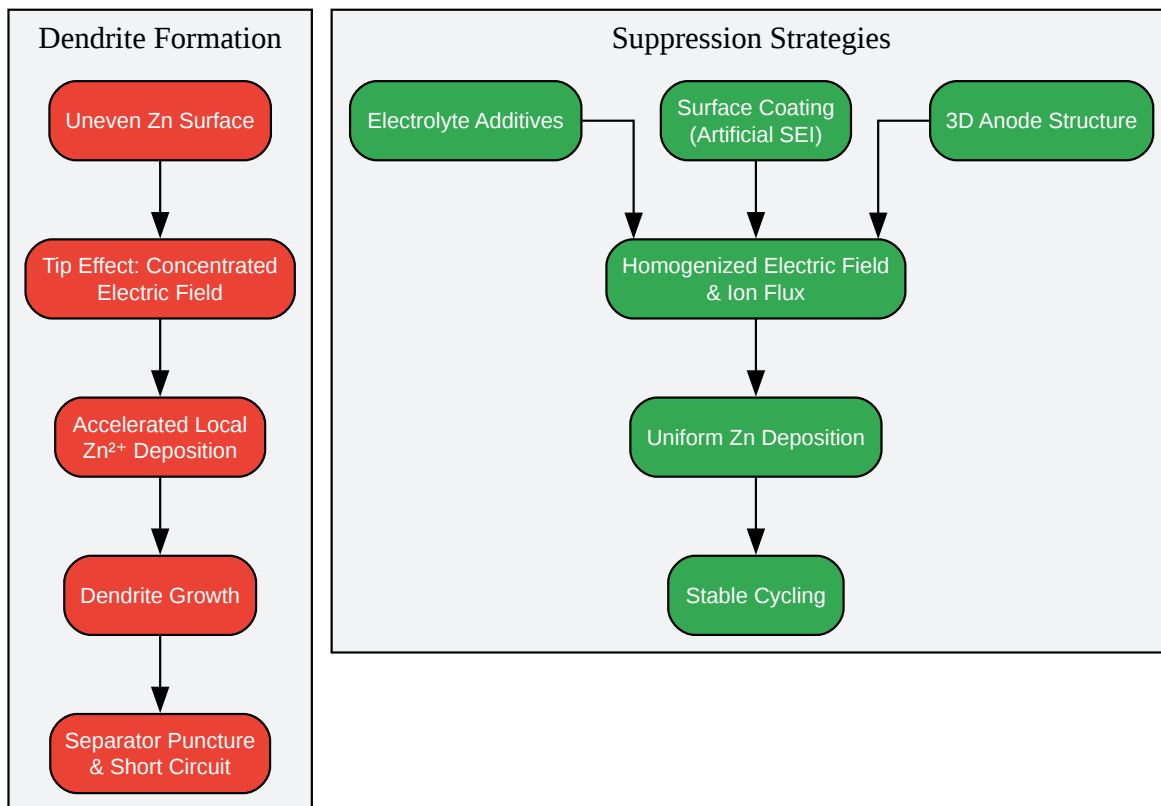 Dendrite Formation
Uneven Zn Surface
Tip Effect: Concentrated
Electric Field
Accelerated Local
Zn²⁺ Deposition
Dendrite Growth
Separator Puncture
& Short Circuit
Suppression Strategies
Electrolyte Additives
Surface Coating
(Artificial SEI)
3D Anode Structure
Homogenized Electric Field
& Ion Flux
Uniform Zn Deposition
Stable Cycling